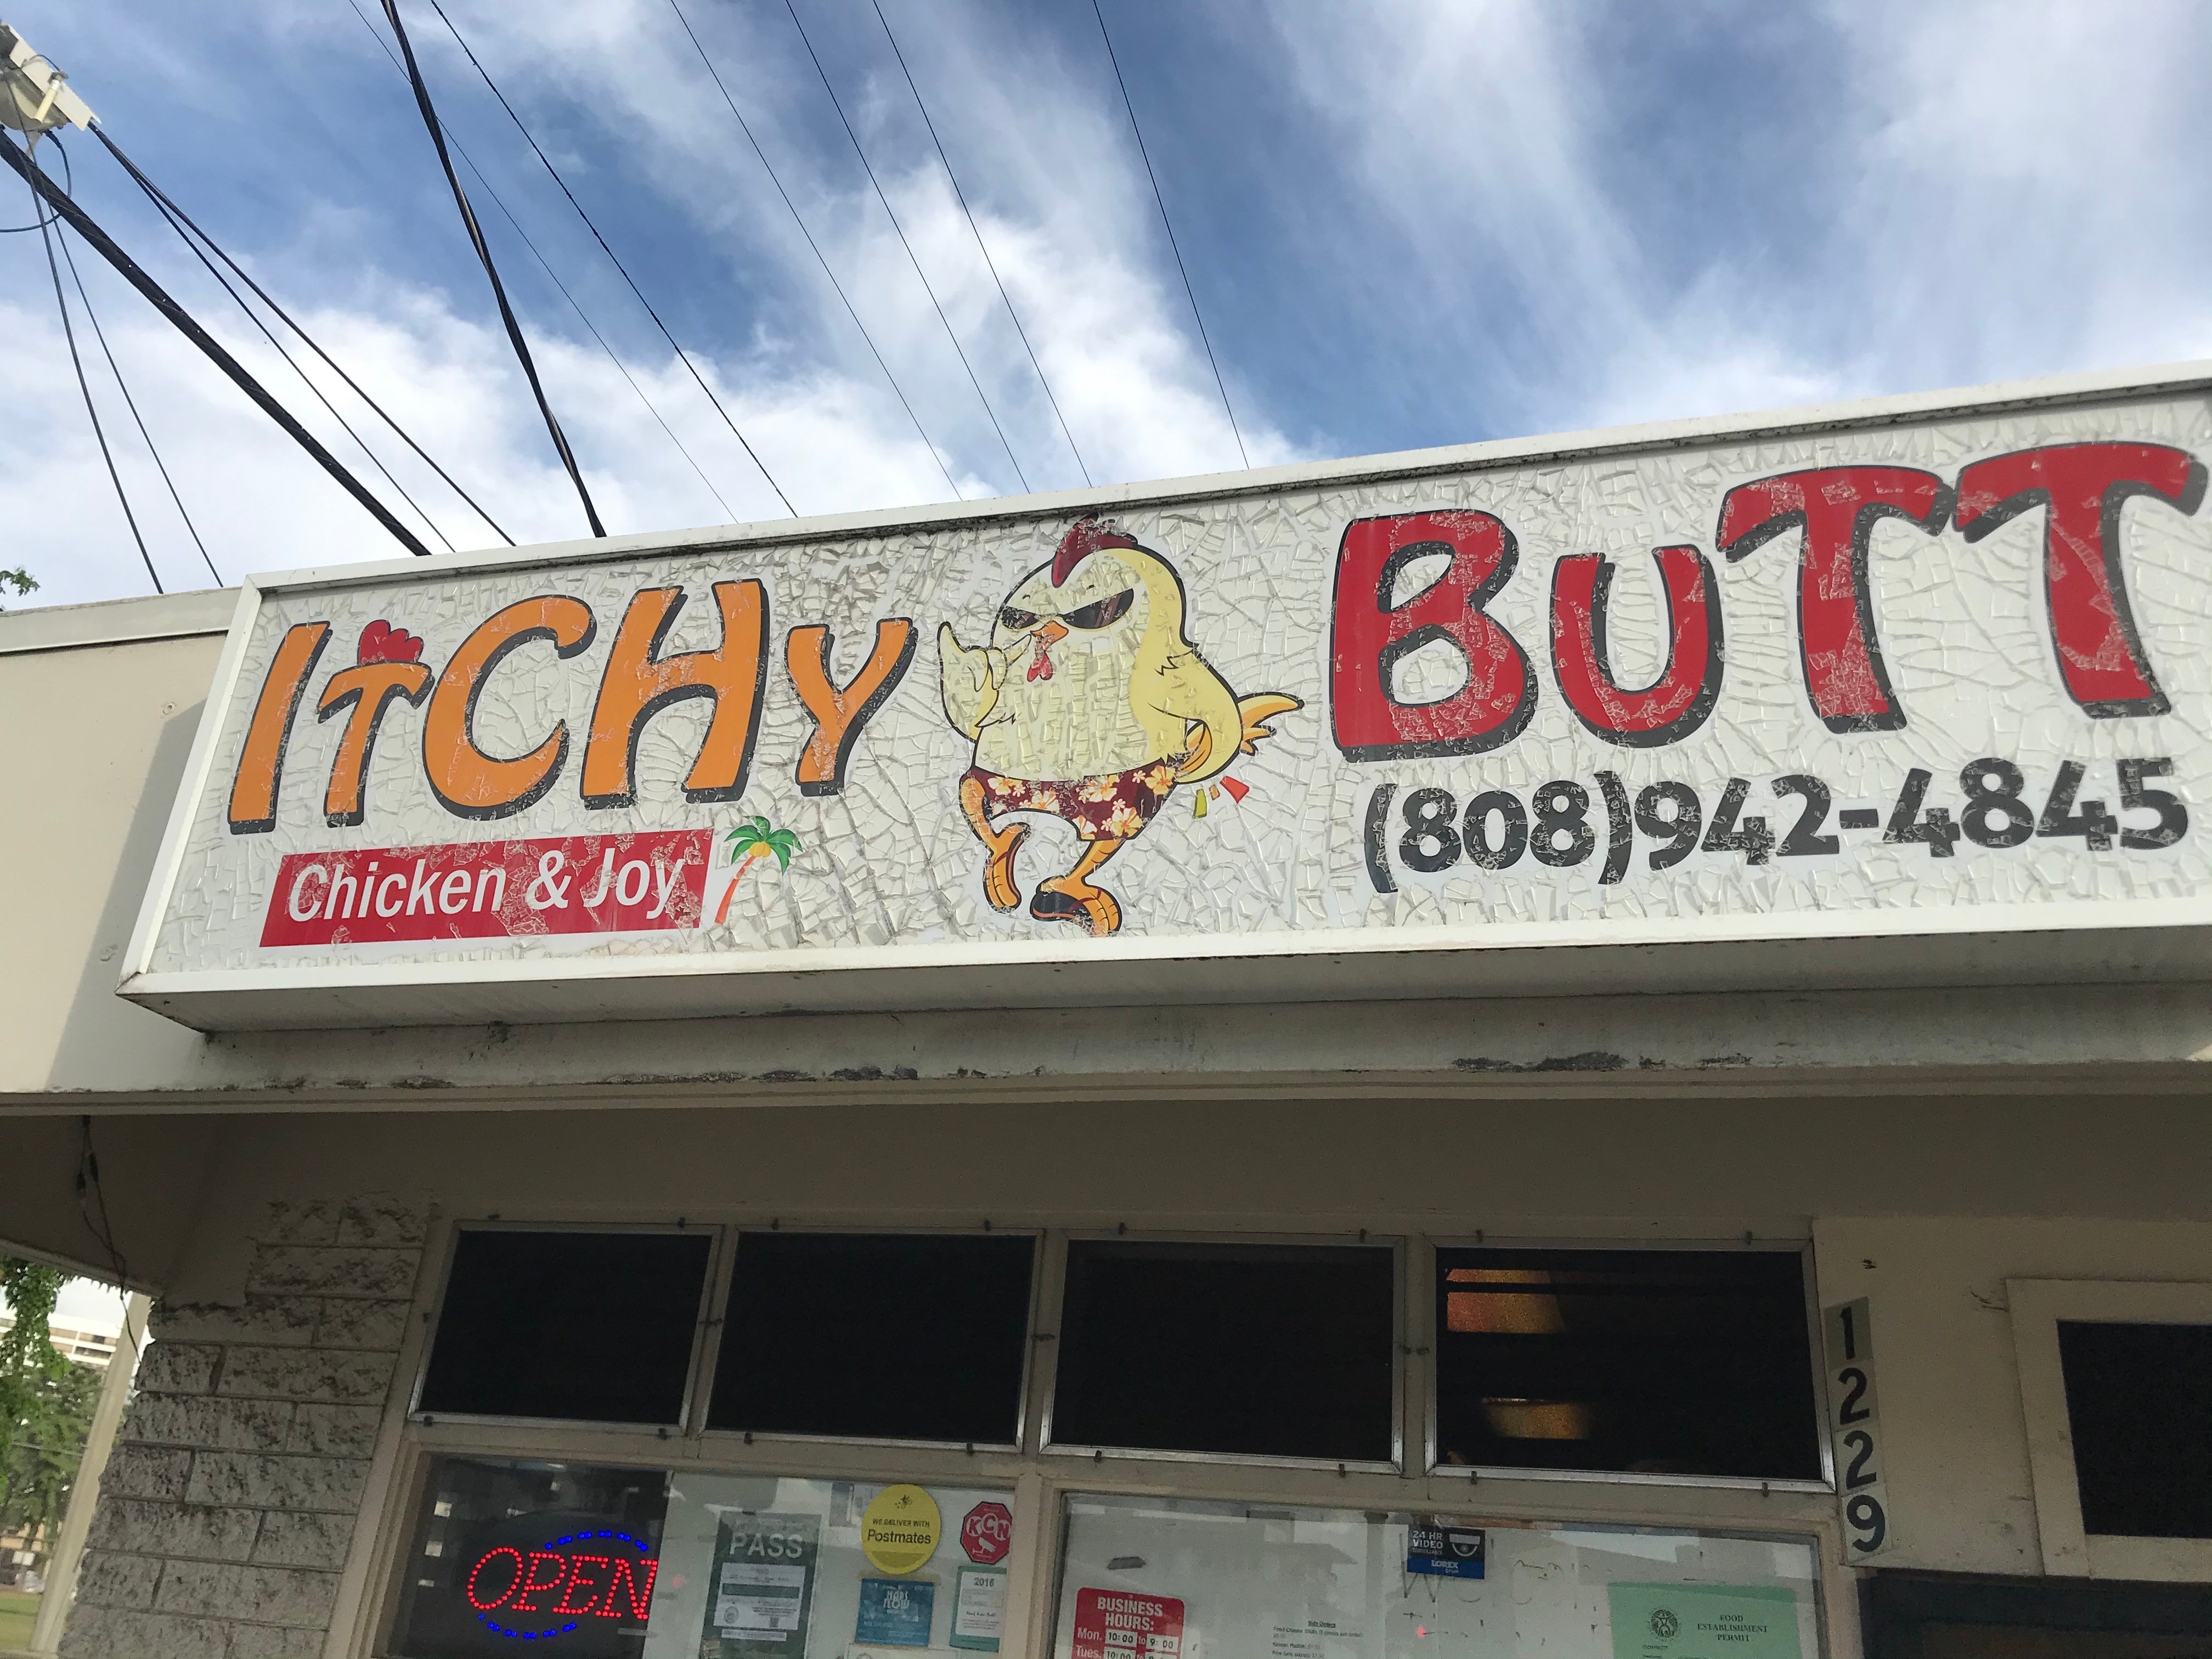 ITCHY BUTT
Chicken & Joy
(808)942-4845
1229
OPEN
PASS
WE DELIVER WITH
Postmates
KCN
2016
24 HR
VIDEO
LOREX
BUSINESS
HOURS:
Mon. 10:00 to 9:00
Tues. 10:00 to
FOOD
ESTABLISHMENT
PERMIT